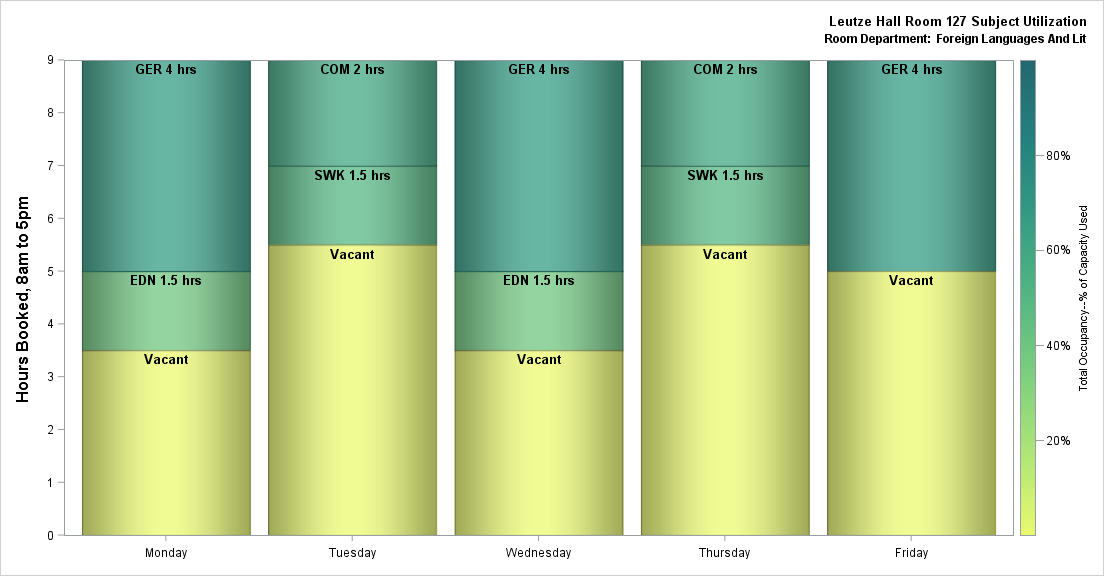 Leutze Hall Room 127 Subject Utilization
Room Department: Foreign Languages And Lit
Hours Booked, 8am to 5pm
9
8
7
6
5
4
3
2
1
0
GER 4 hrs
EDN 1.5 hrs
Vacant
COM 2 hrs
SWK 1.5 hrs
Vacant
GER 4 hrs
EDN 1.5 hrs
Vacant
COM 2 hrs
SWK 1.5 hrs
Vacant
GER 4 hrs
Vacant
Monday
Tuesday
Wednesday
Thursday
Friday
80%
60%
40%
20%
Total Occupancy--% of Capacity Used